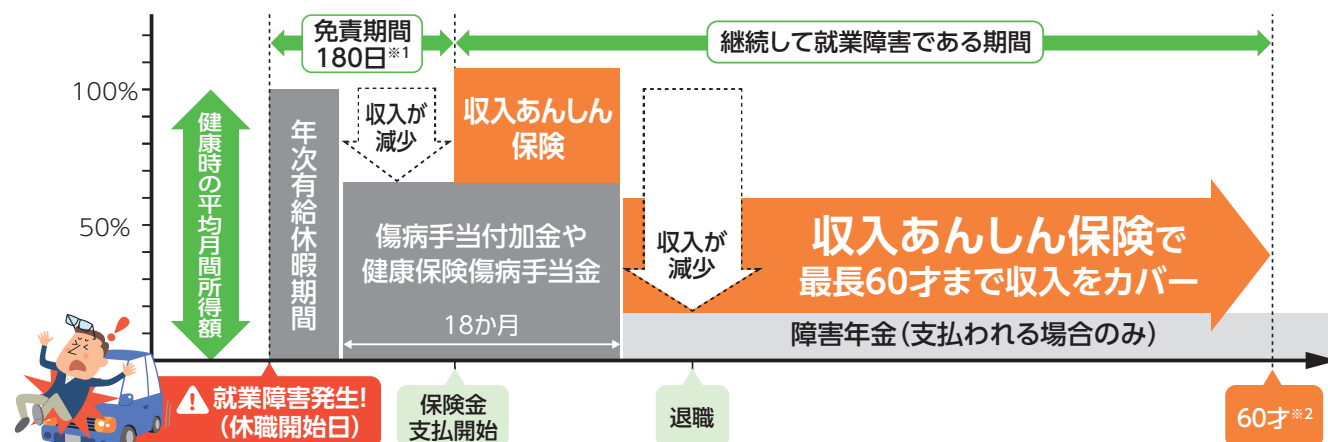 免責期間
180日※1
継続して就業障害である期間
100%
50%
健康時の平均月間所得額
年次有給休暇期間
収入が
減少
収入あんしん
保険
傷病手当付加金や
健康保険傷病手当金
18か月
収入が
減少
収入あんしん保険で
最長60才まで収入をカバー
障害年金(支払われる場合のみ)
就業障害発生!
(休職開始日)
保険金
支払開始
退職
60才※2